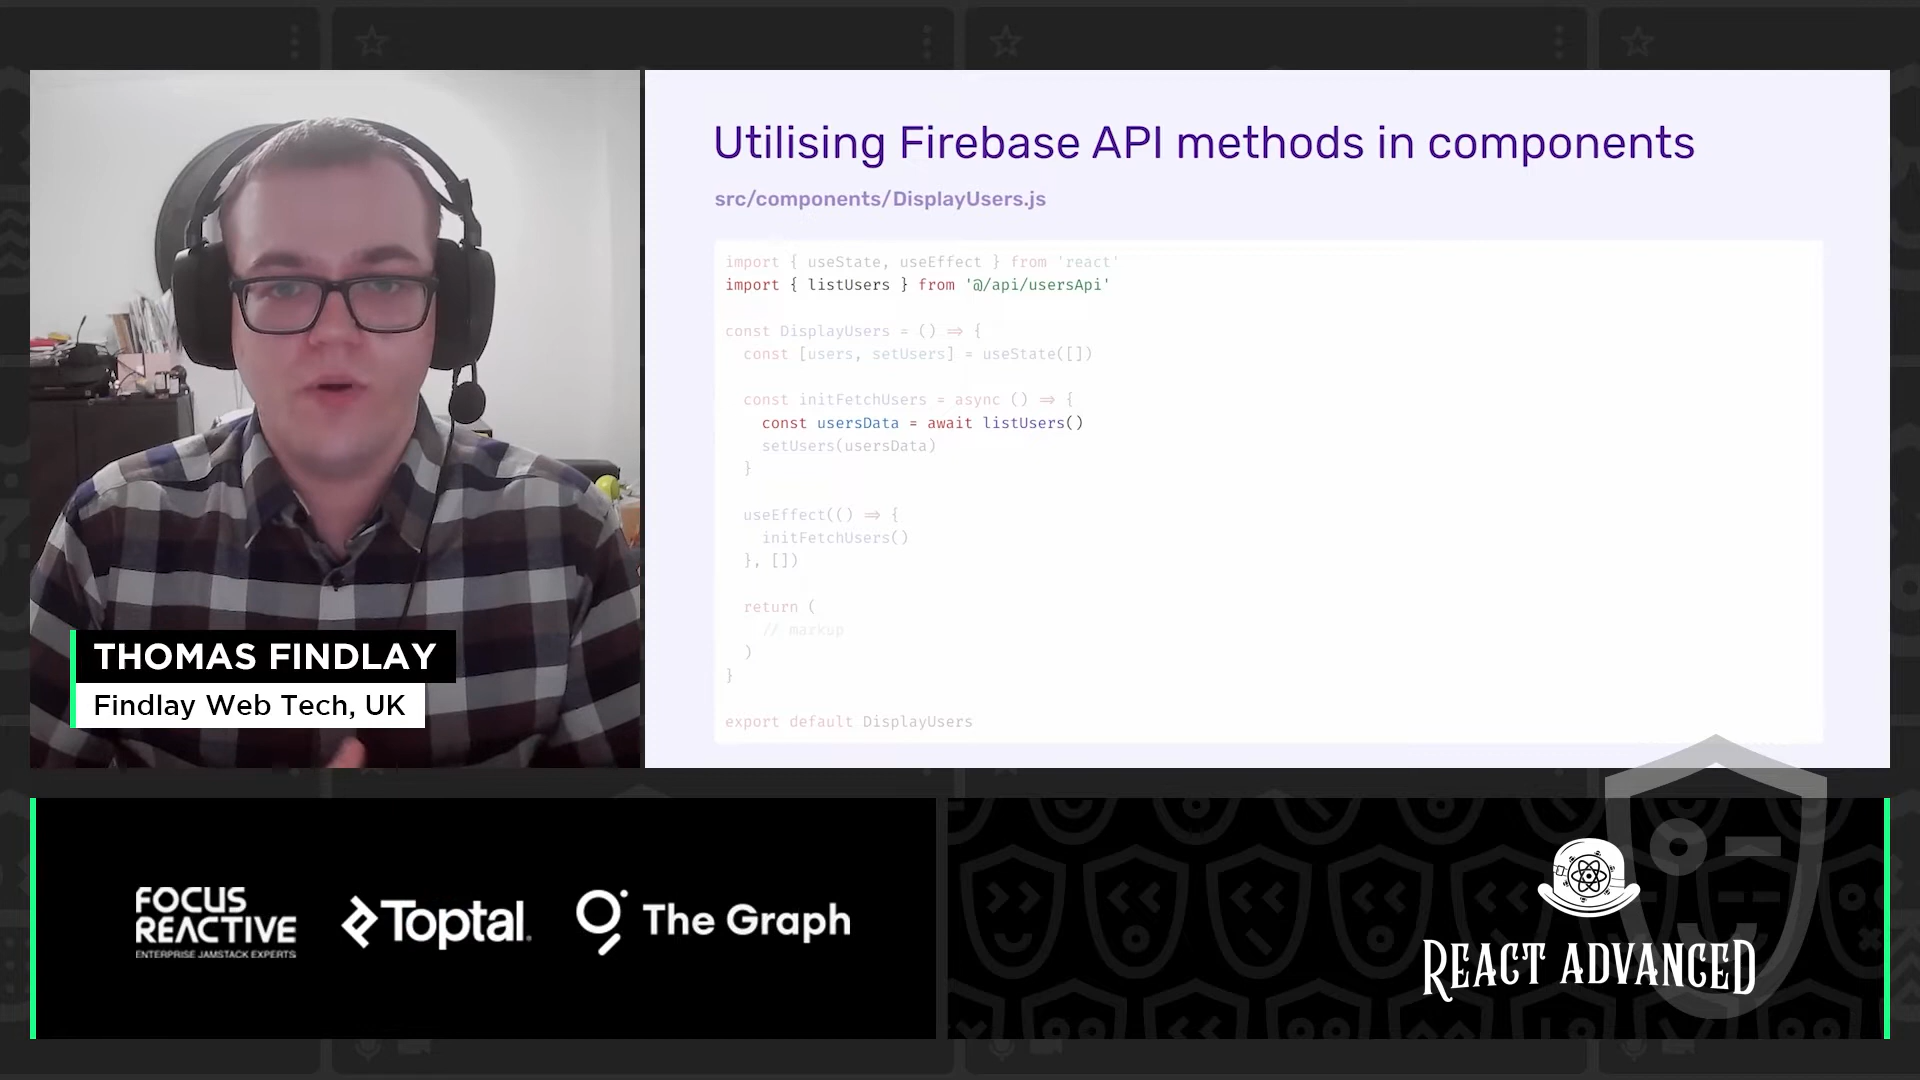 Utilising Firebase API methods in components
src/components/DisplayUsers.js
import { useState, useEffect } from 'react'
import { listUsers } from '@/api/usersApi'
const DisplayUsers = () => {
const [users, setUsers] = useState([])
const initFetchUsers = async () => {
const usersData = await listUsers()
setUsers(usersData)
}
useEffect(() => {
initFetchUsers()
}, [])
return (
// markup
)
}
export default DisplayUsers
THOMAS FINDLAY
Findlay Web Tech, UK
FOCUS
REACTIVE
ENTERPRISE JAMSTACK EXPERTS
Toptal.
The Graph
REACT ADVANCED